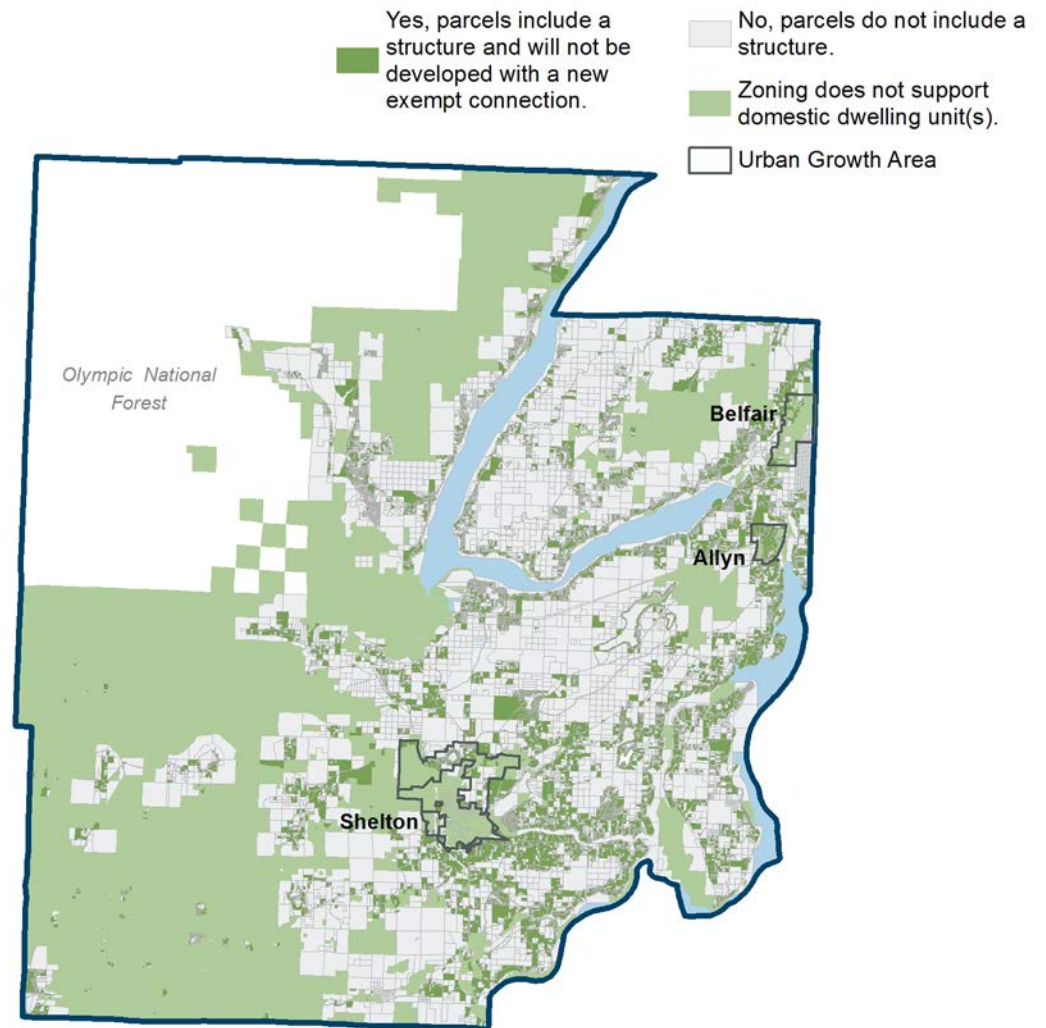 Yes, parcels include a
structure and will not be
developed with a new
exempt connection.
No, parcels do not include a
structure.
Zoning does not support
domestic dwelling unit(s).
Urban Growth Area
Olympic National
Forest
Belfair
Allyn
Shelton